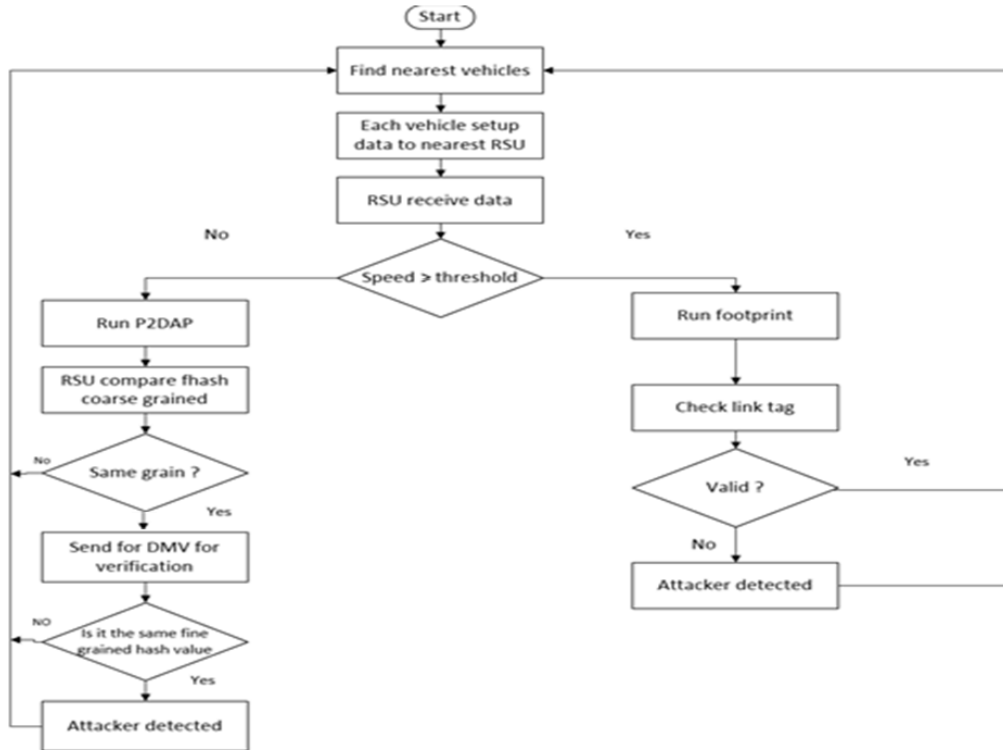 Start
Find nearest vehicles
Each vehicle setup
data to nearest RSU
RSU receive data
No
Yes
Speed > threshold
Run P2DAP
Run footprint
RSU compare fhash
coarse grained
Check link tag
No
Same grain ?
Yes
Valid ?
Yes
Send for DMV for
verification
No
Attacker detected
NO
Is it the same fine
grained hash value
Yes
Attacker detected